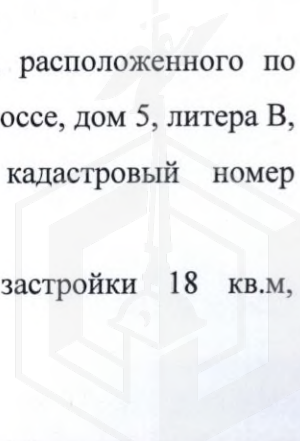 расположенного по
оссе, дом 5, литера В,
кадастровый номер
застройки 18 кв.м,